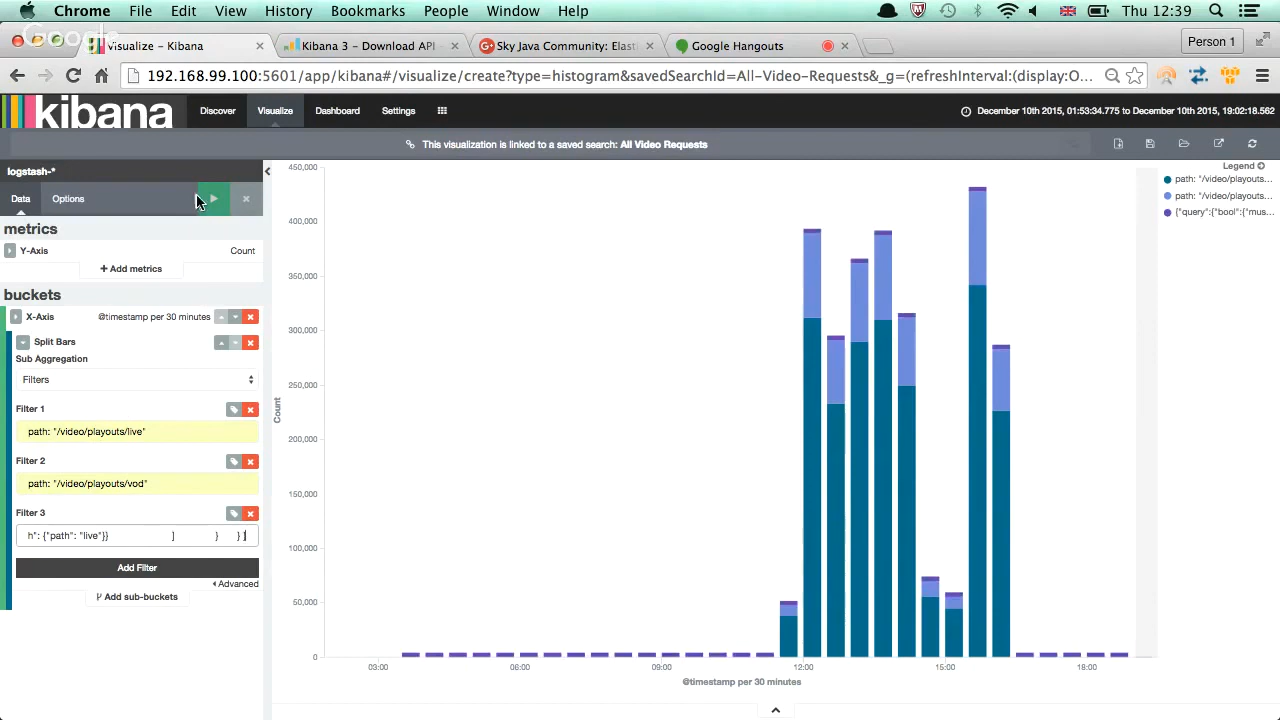 Chrome File Edit View History Bookmarks People Window Help Thu 12:39
Google
Visualize – Kibana
Kibana 3 – Download API
Sky Java Community: Elast
Google Hangouts
Person 1
192.168.99.100:5601/app/kibana#/visualize/create?type=histogram&savedSearchId=All-Video-Requests&_g=(refreshInterval:(display:O...
kibana Discover Visualize Dashboard Settings December 10th 2015, 01:53:34.775 to December 10th 2015, 19:02:18.562
This visualization is linked to a saved search: All Video Requests
logstash-*
Data Options
metrics
Y-Axis Count
Add metrics
buckets
X-Axis @timestamp per 30 minutes
Split Bars
Sub Aggregation
Filters
Filter 1
path: "/video/playouts/live"
Filter 2
path: "/video/playouts/vod"
Filter 3
h": {"path": "live"}} ] } }
Add Filter
Advanced
Add sub-buckets
450,000
400,000
350,000
300,000
250,000
200,000
150,000
100,000
50,000
0
Count
03:00 06:00 09:00 12:00 15:00 18:00
@timestamp per 30 minutes
Legend
path: "/video/playouts...
path: "/video/playouts...
{"query":{"bool":{"mus...